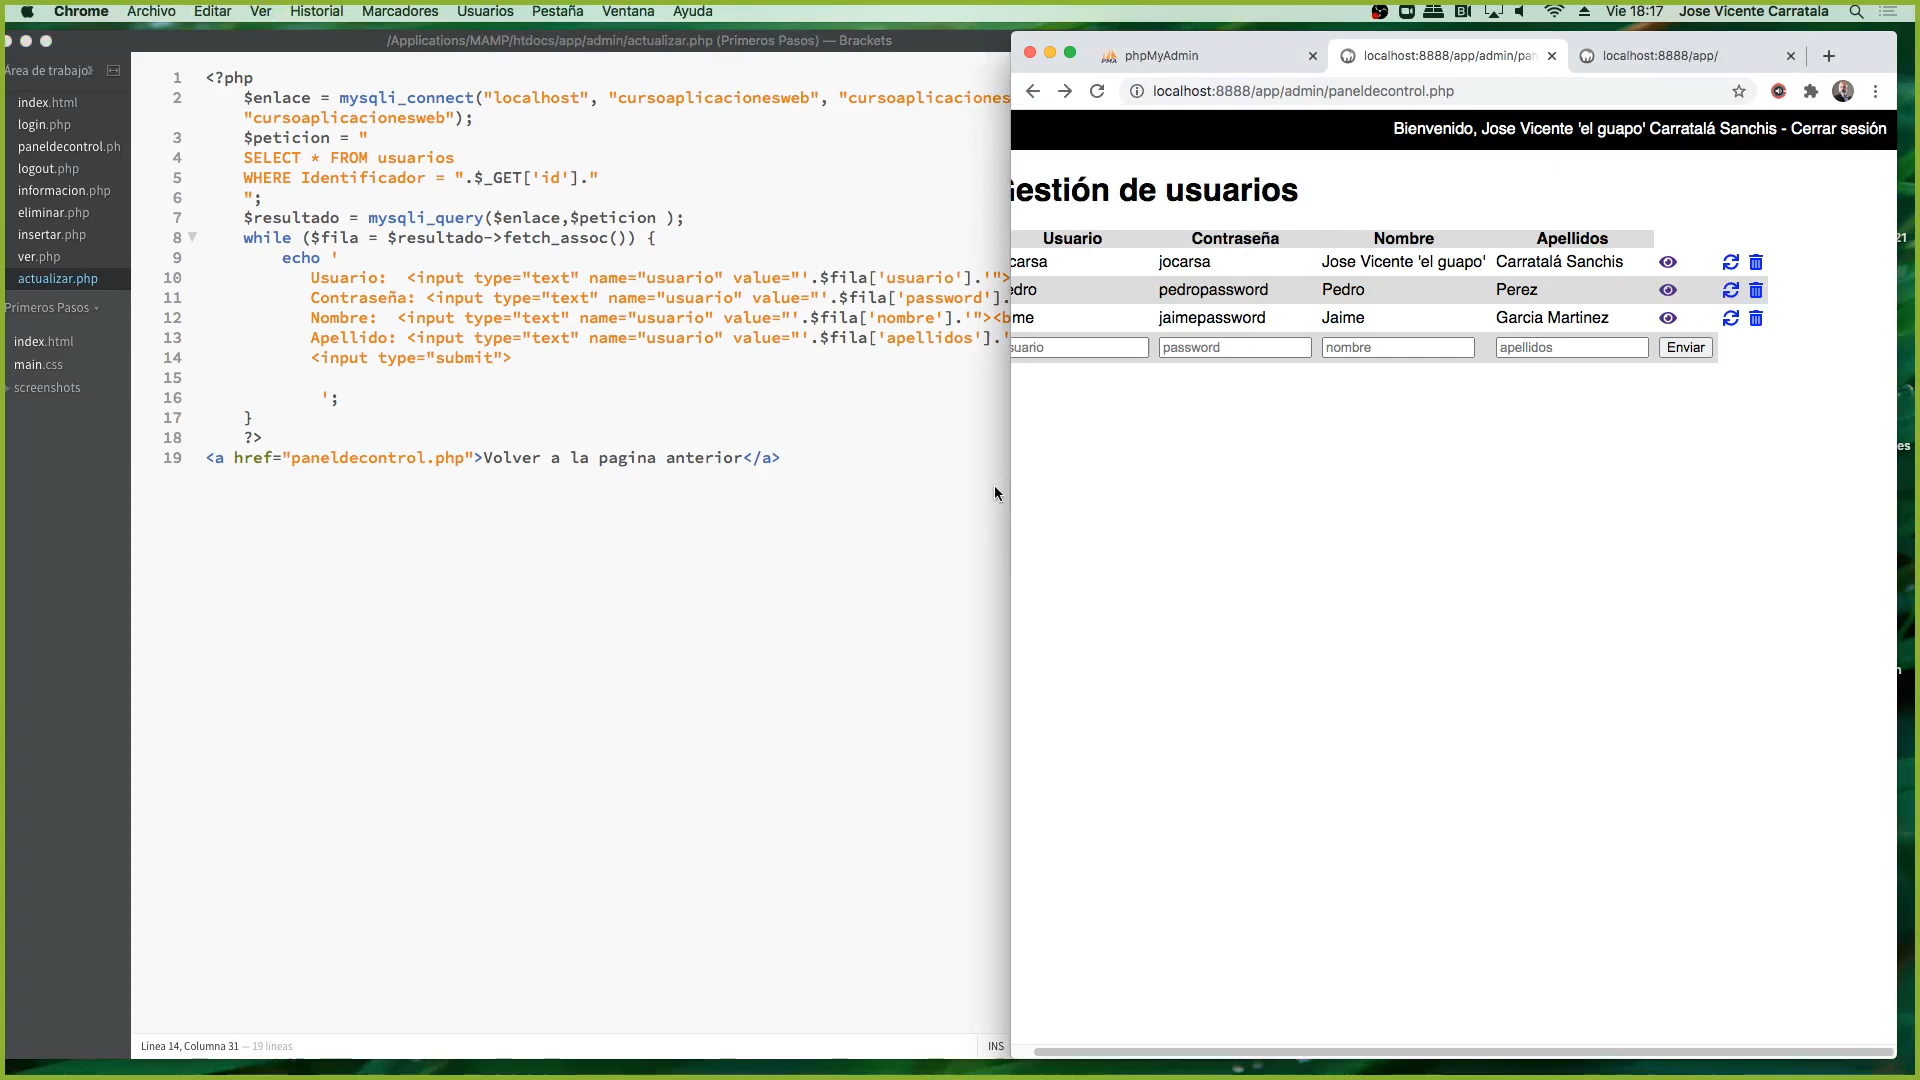 Chrome Archivo Editar Ver Historial Marcadores Usuarios Pestaña Ventana Ayuda Vie 18:17 Jose Vicente Carratala
/Applications/MAMP/htdocs/app/admin/actualizar.php (Primeros Pasos) — Brackets
Área de trabajo
index.html
login.php
paneldecontrol.ph
logout.php
informacion.php
eliminar.php
insertar.php
ver.php
actualizar.php
Primeros Pasos
index.html
main.css
screenshots
1 <?php
2 $enlace = mysqli_connect("localhost", "cursoaplicacionesweb", "cursoaplicaciones
"cursoaplicacionesweb");
3 $peticion = "
4 SELECT * FROM usuarios
5 WHERE Identificador = ".$_GET['id']."
6 ";
7 $resultado = mysqli_query($enlace,$peticion );
8 while ($fila = $resultado->fetch_assoc()) {
9 echo '
10 Usuario: <input type="text" name="usuario" value="'.$fila['usuario'].'">
11 Contraseña: <input type="text" name="usuario" value="'.$fila['password'].
12 Nombre: <input type="text" name="usuario" value="'.$fila['nombre'].'"><b
13 Apellido: <input type="text" name="usuario" value="'.$fila['apellidos'].'
14 <input type="submit">
15
16 ';
17 }
18 ?>
19 <a href="paneldecontrol.php">Volver a la pagina anterior</a>
Linea 14, Columna 31 — 19 lineas
INS
phpMyAdmin
localhost:8888/app/admin/pan
localhost:8888/app/
localhost:8888/app/admin/paneldecontrol.php
Bienvenido, Jose Vicente 'el guapo' Carratalá Sanchis - Cerrar sesión
Gestión de usuarios
Usuario Contraseña Nombre Apellidos
carsa jocarsa Jose Vicente 'el guapo' Carratalá Sanchis
edro pedropassword Pedro Perez
me jaimepassword Jaime Garcia Martinez
suario password nombre apellidos Enviar
21
es